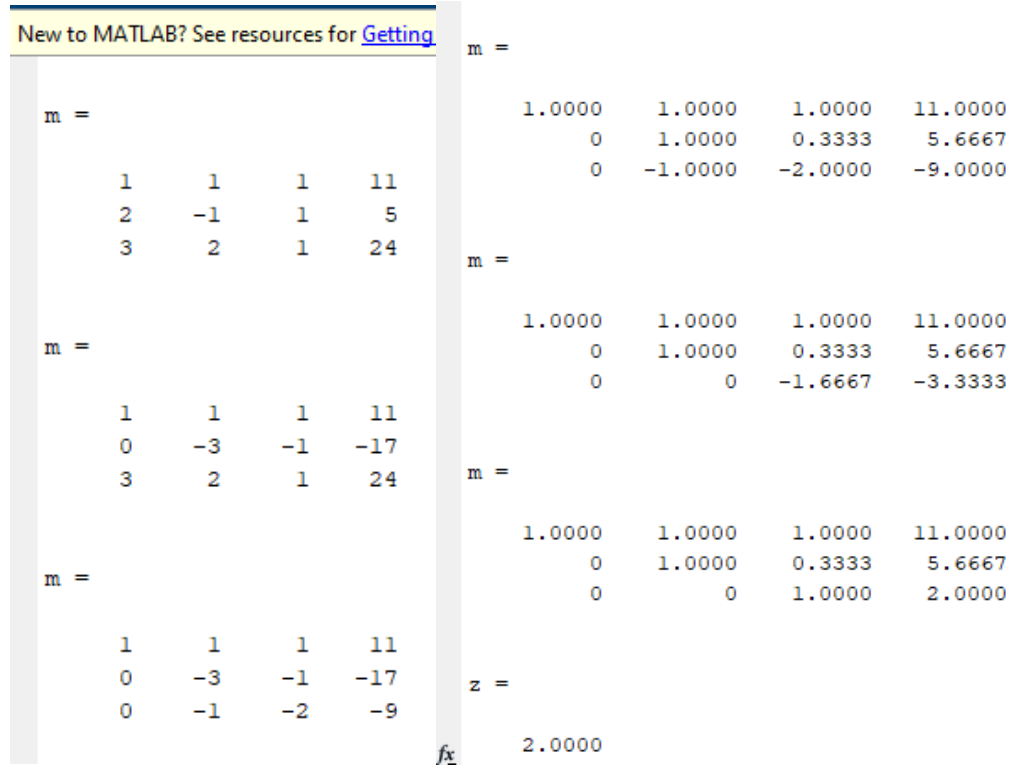 New to MATLAB? See resources for Getting
m =
1 1 1 11
2 -1 1 5
3 2 1 24
m =
1 1 1 11
0 -3 -1 -17
3 2 1 24
m =
1 1 1 11
0 -3 -1 -17
0 -1 -2 -9
fx
m =
1.0000 1.0000 1.0000 11.0000
0 1.0000 0.3333 5.6667
0 -1.0000 -2.0000 -9.0000
m =
1.0000 1.0000 1.0000 11.0000
0 1.0000 0.3333 5.6667
0 0 -1.6667 -3.3333
m =
1.0000 1.0000 1.0000 11.0000
0 1.0000 0.3333 5.6667
0 0 1.0000 2.0000
z =
2.0000